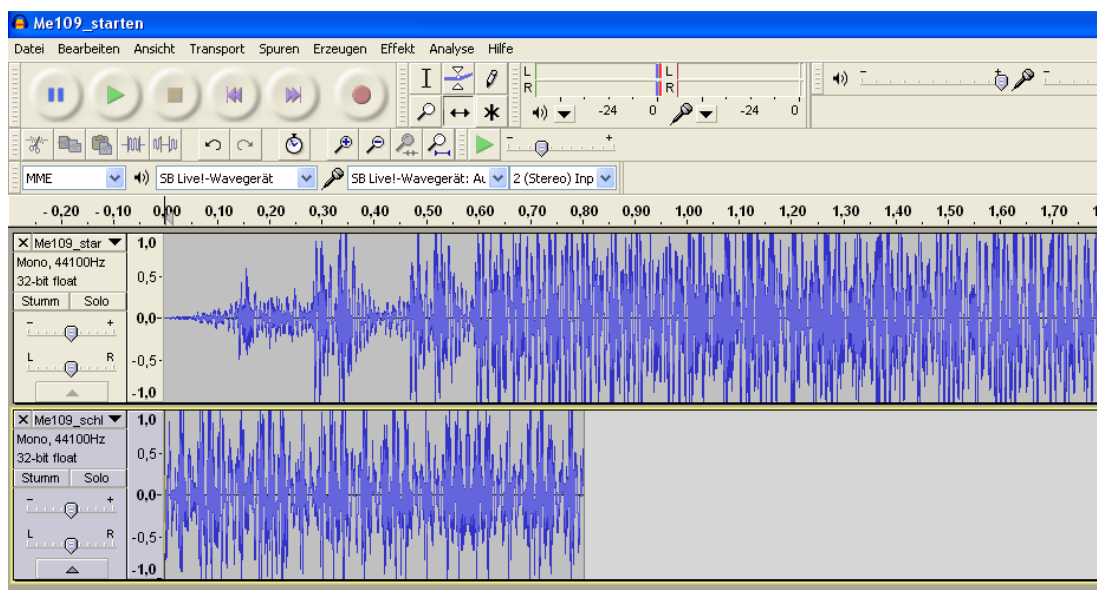 Me109_starten
Datei Bearbeiten Ansicht Transport Spuren Erzeugen Effekt Analyse Hilfe
L L
R R
-24 0 -24 0
MME SB Live!-Wavegerät SB Live!-Wavegerät: Au 2 (Stereo) Inp
- 0,20 - 0,10 0,00 0,10 0,20 0,30 0,40 0,50 0,60 0,70 0,80 0,90 1,00 1,10 1,20 1,30 1,40 1,50 1,60 1,70 1
Me109_star 1,0
Mono, 44100Hz
32-bit float 0,5
Stumm Solo
- + 0,0
L R -0,5
-1,0
Me109_schl 1,0
Mono, 44100Hz
32-bit float 0,5
Stumm Solo
- + 0,0
L R -0,5
-1,0